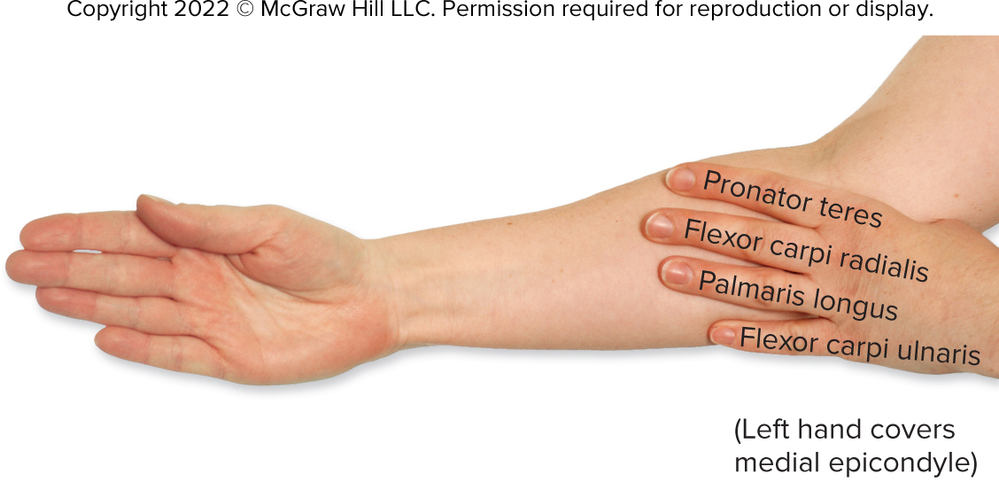 Copyright 2022 © McGraw Hill LLC. Permission required for reproduction or display.
Pronator teres
Flexor carpi radialis
Palmaris longus
Flexor carpi ulnaris
(Left hand covers
medial epicondyle)